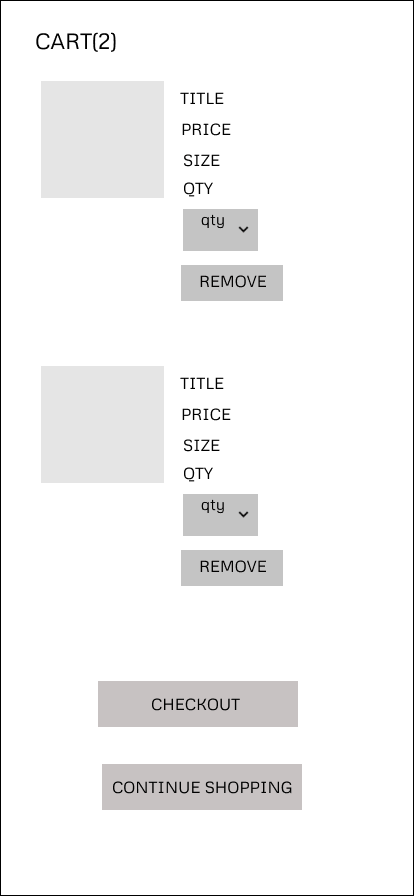 CART(2)
TITLE
PRICE
SIZE
QTY
qty
REMOVE
TITLE
PRICE
SIZE
QTY
qty
REMOVE
CHECKOUT
CONTINUE SHOPPING